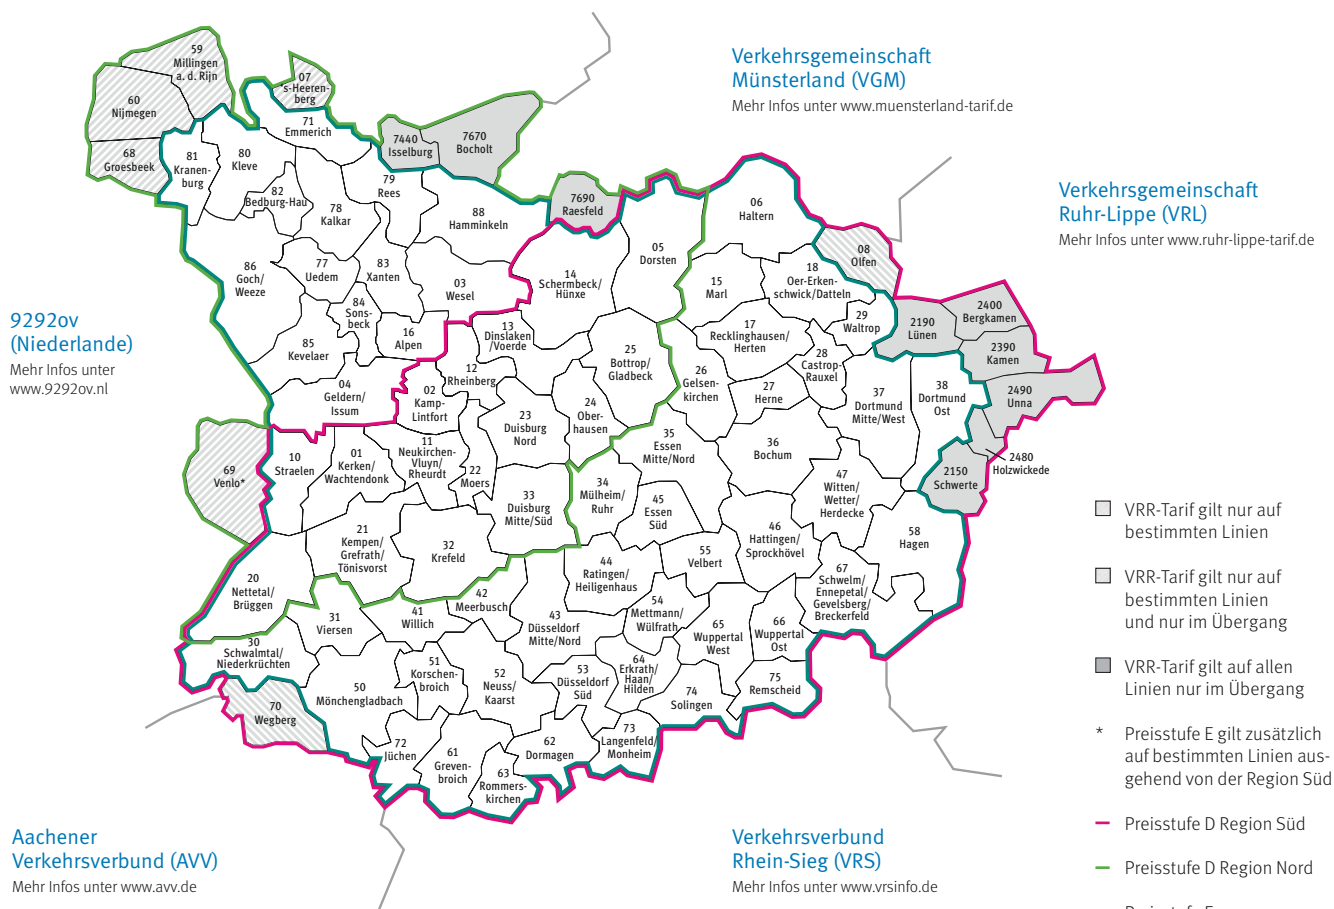 Verkehrsgemeinschaft
Münsterland (VGM)
Mehr Infos unter www.muensterland-tarif.de
Verkehrsgemeinschaft
Ruhr-Lippe (VRL)
Mehr Infos unter www.ruhr-lippe-tarif.de
9292ov
(Niederlande)
Mehr Infos unter
www.9292ov.nl
59
Millingen
a. d. Rijn
07
's-Heeren-
berg
60
Nijmegen
71
Emmerich
7440
Isselburg
7670
Bocholt
68
Groesbeek
81
Kranen-
burg
80
Kleve
82
Bedburg-Hau
79
Rees
78
Kalkar
88
Hamminkeln
7690
Raesfeld
06
Haltern
05
Dorsten
08
Olfen
86
Goch/
Weeze
77
Uedem
83
Xanten
03
Wesel
14
Schermbeck/
Hünxe
15
Marl
18
Oer-Erken-
schwick/Datteln
84
Sons-
beck
16
Alpen
13
Dinslaken
/Voerde
17
Recklinghausen/
Herten
29
Waltrop
2190
Lünen
2400
Bergkamen
2390
Kamen
85
Kevelaer
04
Geldern/
Issum
02
Kamp-
Lintfort
12
Rheinberg
25
Bottrop/
Gladbeck
26
Gelsen-
kirchen
28
Castrop-
Rauxel
27
Herne
37
Dortmund
Mitte/West
38
Dortmund
Ost
2490
Unna
23
Duisburg
Nord
24
Ober-
hausen
35
Essen
Mitte/Nord
36
Bochum
2480
Holzwickede
2150
Schwerte
69
Venlo*
10
Straelen
01
Kerken/
Wachtendonk
11
Neukirchen-
Vluyn/
Rheurdt
22
Moers
33
Duisburg
Mitte/Süd
34
Mülheim/
Ruhr
45
Essen
Süd
47
Witten/
Wetter/
Herdecke
21
Kempen/
Grefrath/
Tönisvorst
32
Krefeld
46
Hattingen/
Sprockhövel
58
Hagen
20
Nettetal/
Brüggen
44
Ratingen/
Heiligenhaus
55
Velbert
67
Schwelm/
Ennepetal/
Gevelsberg/
Breckerfeld
31
Viersen
41
Willich
42
Meerbusch
43
Düsseldorf
Mitte/Nord
54
Mettmann/
Wülfrath
65
Wuppertal
West
66
Wuppertal
Ost
30
Schwalmtal/
Niederkrüchten
50
Mönchengladbach
51
Korschen-
broich
52
Neuss/
Kaarst
53
Düsseldorf
Süd
64
Erkrath/
Haan/
Hilden
74
Solingen
75
Remscheid
70
Wegberg
72
Jüchen
61
Greven-
broich
63
Rommers-
kirchen
62
Dormagen
73
Langenfeld/
Monheim
VRR-Tarif gilt nur auf
bestimmten Linien
VRR-Tarif gilt nur auf
bestimmten Linien
und nur im Übergang
VRR-Tarif gilt auf allen
Linien nur im Übergang
* Preisstufe E gilt zusätzlich
auf bestimmten Linien aus-
gehend von der Region Süd
Preisstufe D Region Süd
Preisstufe D Region Nord
Aachener
Verkehrsverbund (AVV)
Mehr Infos unter www.avv.de
Verkehrsverbund
Rhein-Sieg (VRS)
Mehr Infos unter www.vrsinfo.de